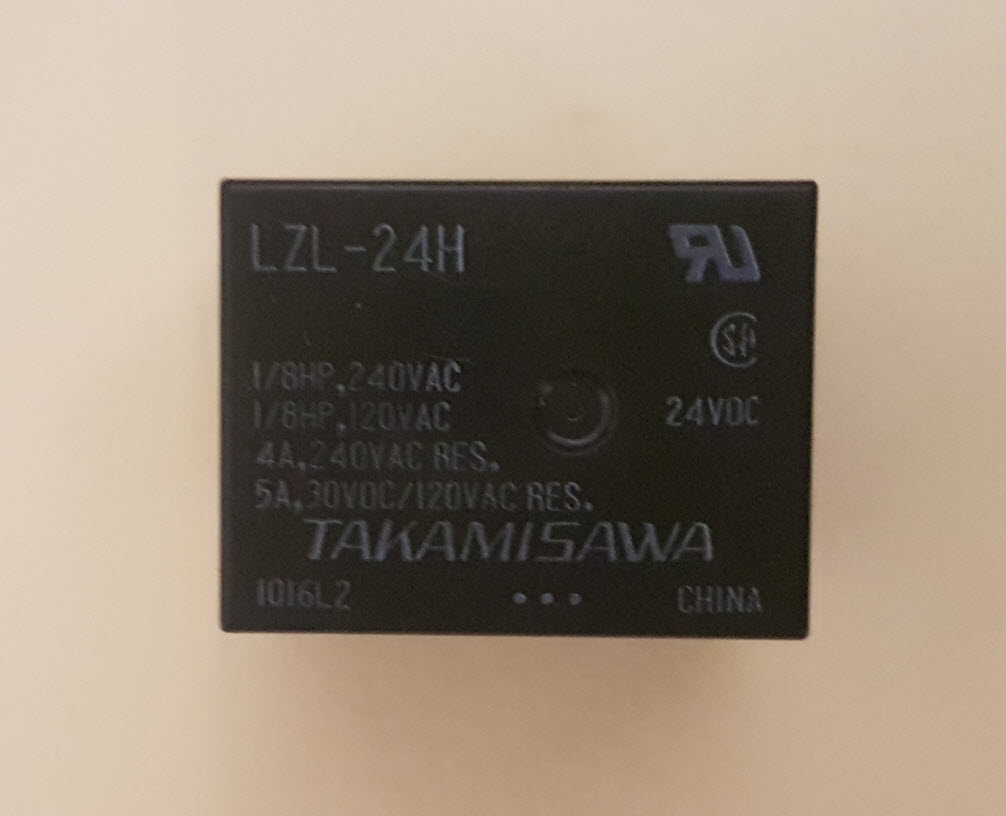 LZL-24H
1/8HP,240VAC
1/8HP,120VAC
24VDC
4A,240VAC RES.
5A,30VDC/120VAC RES.
TAKAMISAWA
1016L2 ••• CHINA